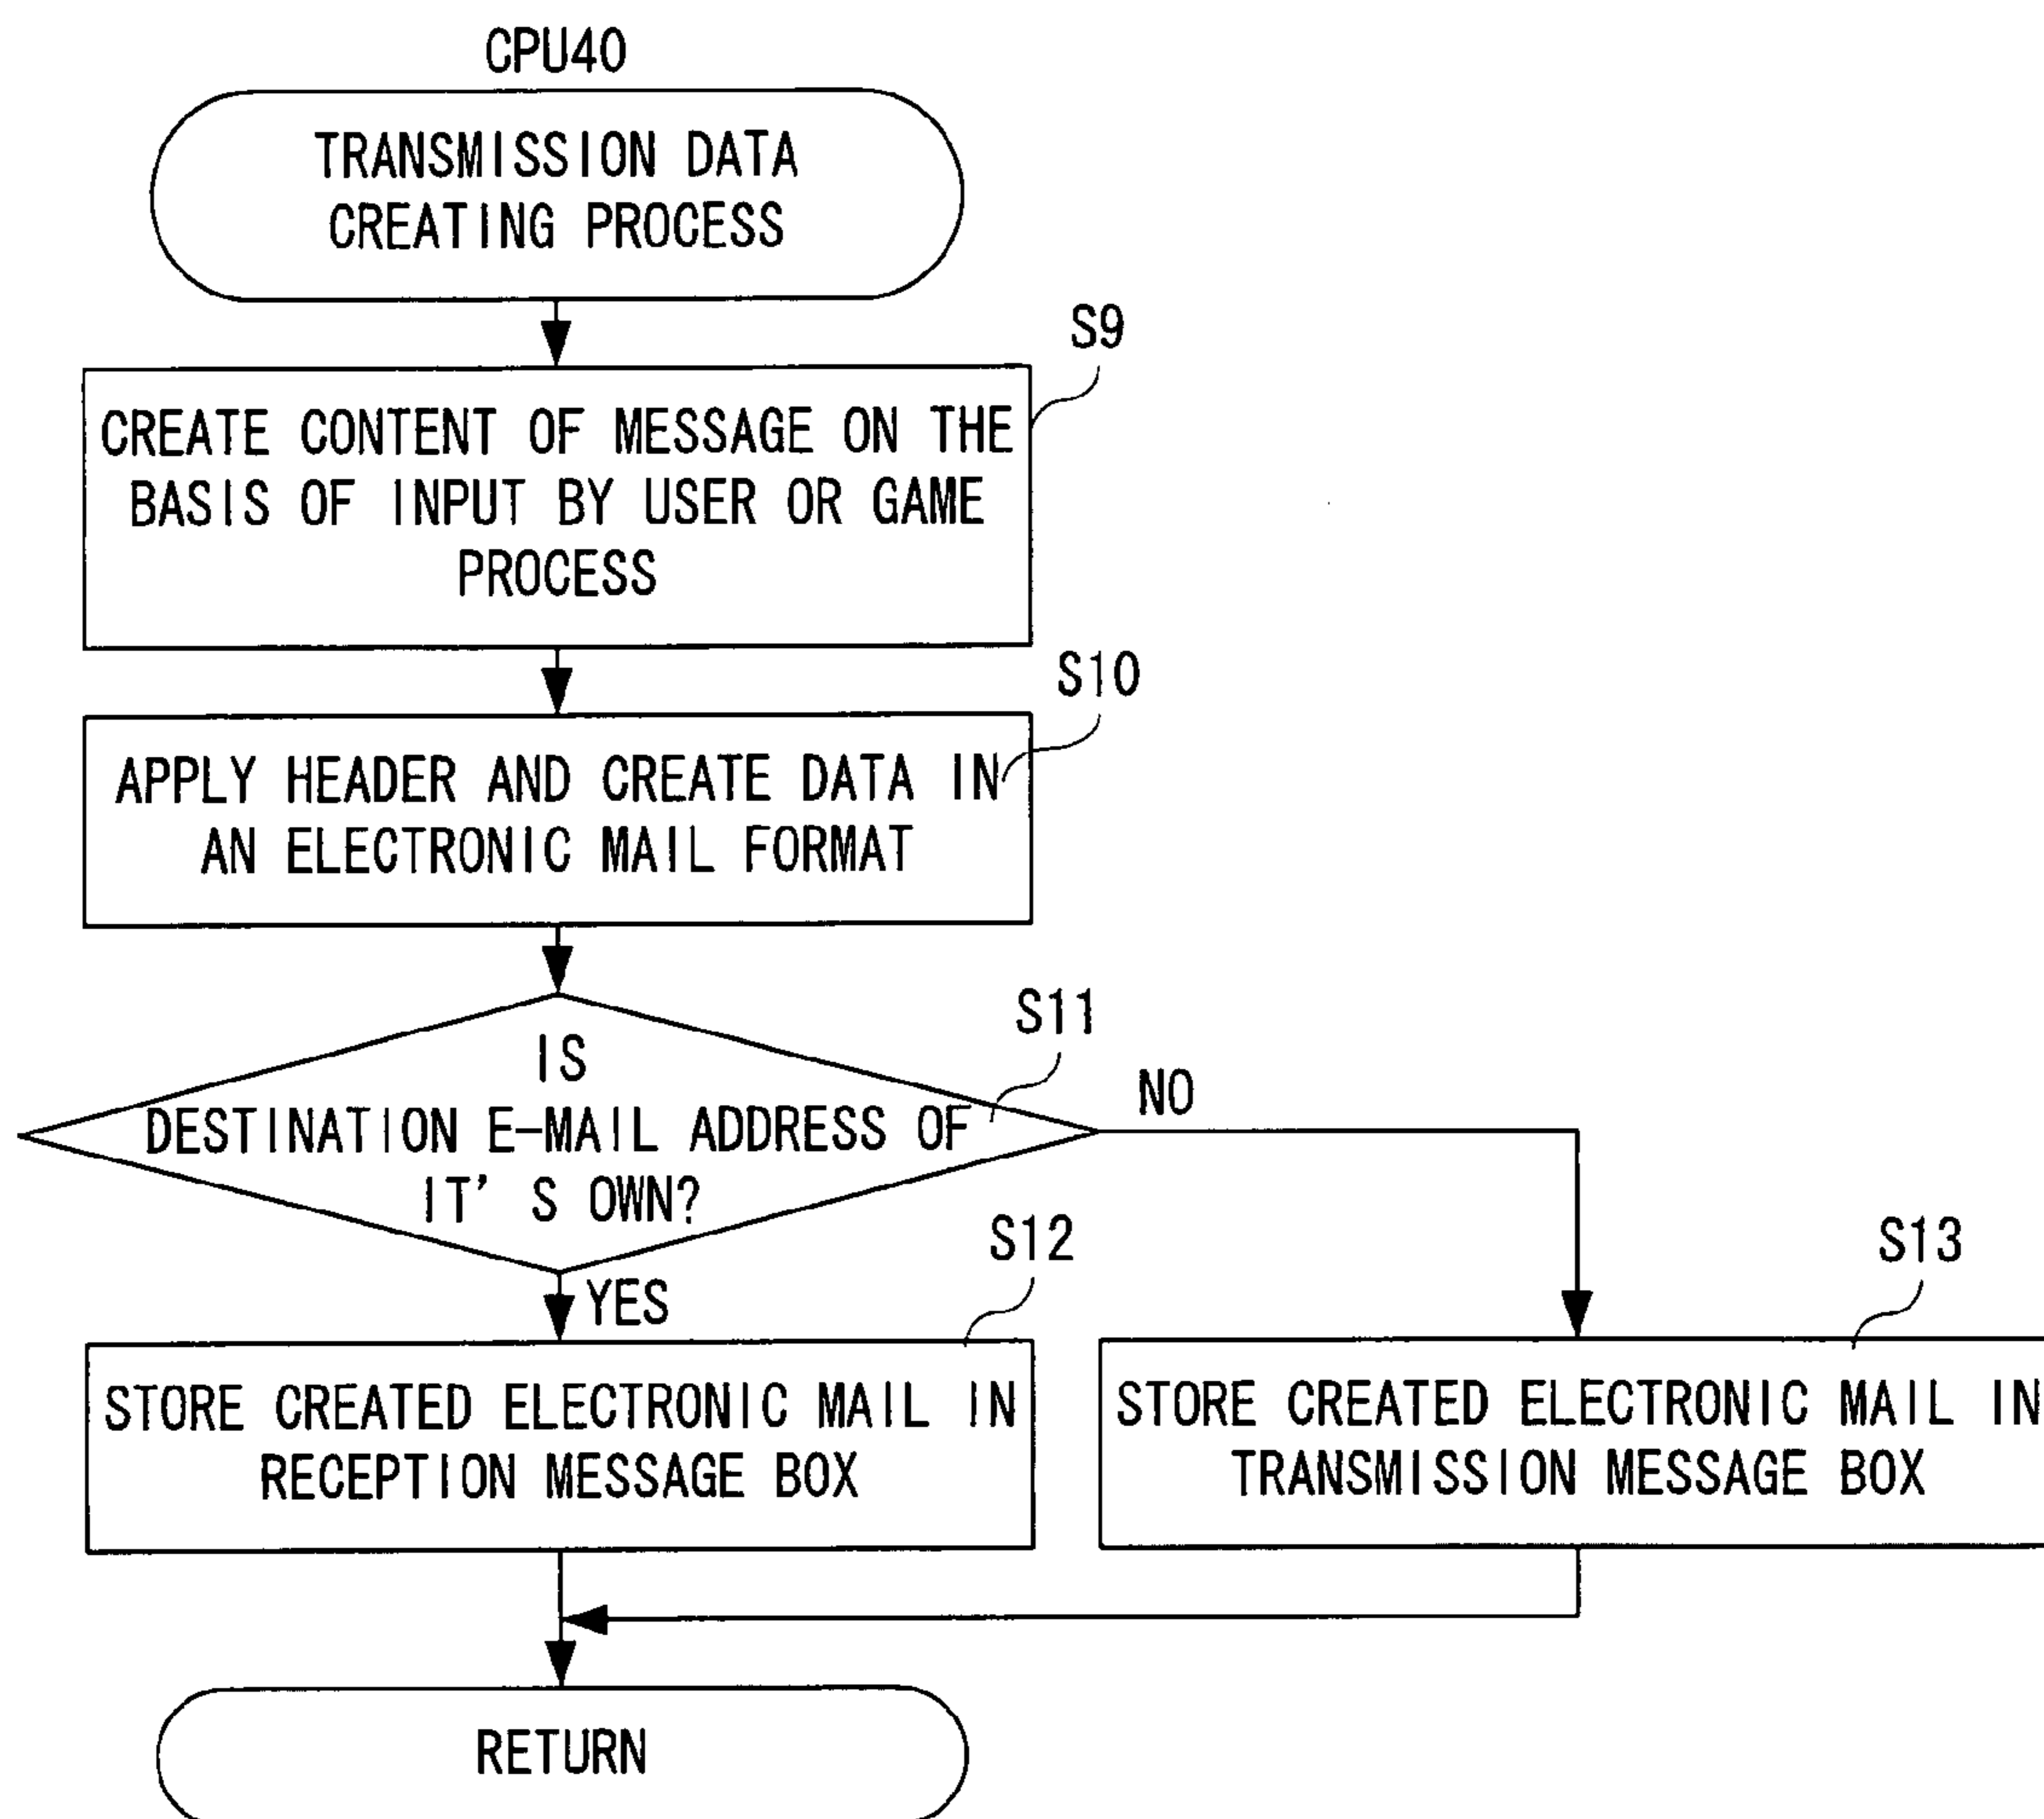 CPU40
TRANSMISSION DATA
CREATING PROCESS
S9
CREATE CONTENT OF MESSAGE ON THE
BASIS OF INPUT BY USER OR GAME
PROCESS
S10
APPLY HEADER AND CREATE DATA IN
AN ELECTRONIC MAIL FORMAT
S11
IS
DESTINATION E-MAIL ADDRESS OF
IT'S OWN?
NO
YES
S12
STORE CREATED ELECTRONIC MAIL IN
RECEPTION MESSAGE BOX
S13
STORE CREATED ELECTRONIC MAIL IN
TRANSMISSION MESSAGE BOX
RETURN